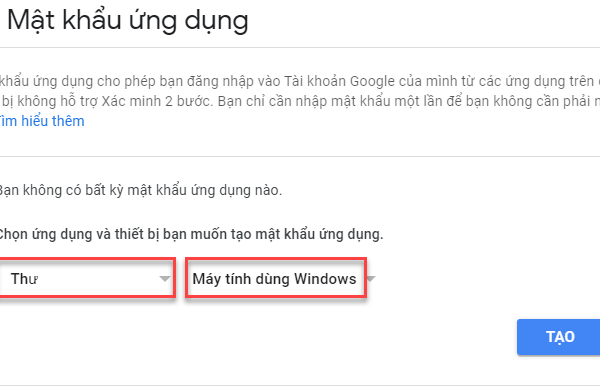 Mật khẩu ứng dụng
khẩu ứng dụng cho phép bạn đăng nhập vào Tài khoản Google của mình từ các ứng dụng trên
bị không hỗ trợ Xác minh 2 bước. Bạn chỉ cần nhập mật khẩu một lần để bạn không cần phải
Tìm hiểu thêm
Bạn không có bất kỳ mật khẩu ứng dụng nào.
Chọn ứng dụng và thiết bị bạn muốn tạo mật khẩu ứng dụng.
Thư Máy tính dùng Windows
TẠO